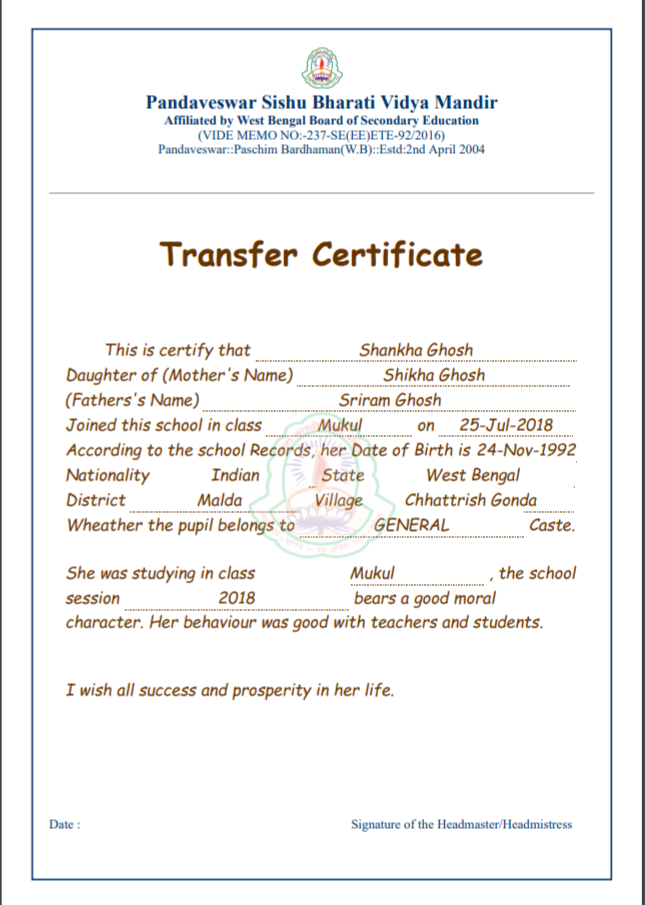 Pandaveswar Sishu Bharati Vidya Mandir
Affiliated by West Bengal Board of Secondary Education
(VIDE MEMO NO:-237-SE(EE)ETE-92/2016)
Pandaveswar::Paschim Bardhaman(W.B)::Estd:2nd April 2004
Transfer Certificate
This is certify that Shankha Ghosh
Daughter of (Mother's Name) Shikha Ghosh
(Fathers's Name) Sriram Ghosh
Joined this school in class Mukul on 25-Jul-2018
According to the school Records, her Date of Birth is 24-Nov-1992
Nationality Indian State West Bengal
District Malda Village Chhattrish Gonda
Wheather the pupil belongs to GENERAL Caste.
She was studying in class Mukul , the school
session 2018 bears a good moral
character. Her behaviour was good with teachers and students.
I wish all success and prosperity in her life.
Date : Signature of the Headmaster/Headmistress